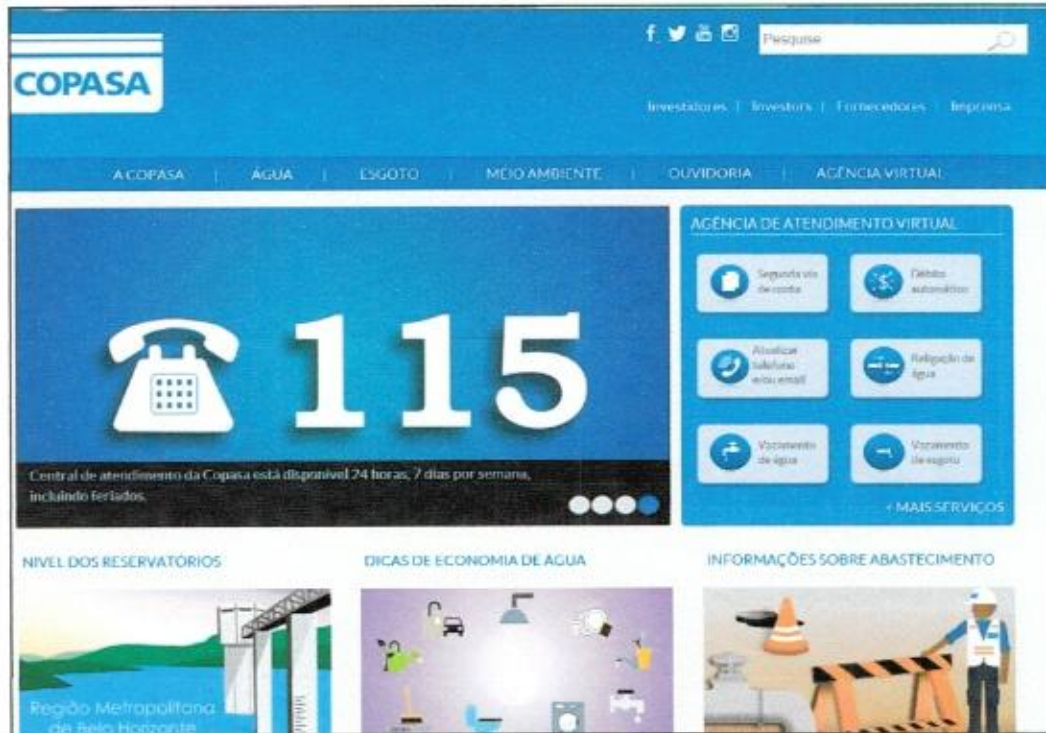 COPASA
Pesquise
Investidores | Investors | Fornecedores | Imprensa
A COPASA | ÁGUA | ESGOTO | MEIO AMBIENTE | OUVIDORIA | AGÊNCIA VIRTUAL
115
Central de atendimento da Copasa está disponível 24 horas, 7 dias por semana,
incluindo feriados.
AGÊNCIA DE ATENDIMENTO VIRTUAL
Segunda via
de conta
Débito
automático
Atualizar
telefone
e/ou email
Religação de
água
Vazamento
de água
Vazamento
de esgoto
+ MAIS SERVIÇOS
NIVEL DOS RESERVATÓRIOS
DICAS DE ECONOMIA DE ÁGUA
INFORMAÇÕES SOBRE ABASTECIMENTO
Região Metropolitana
de Belo Horizonte